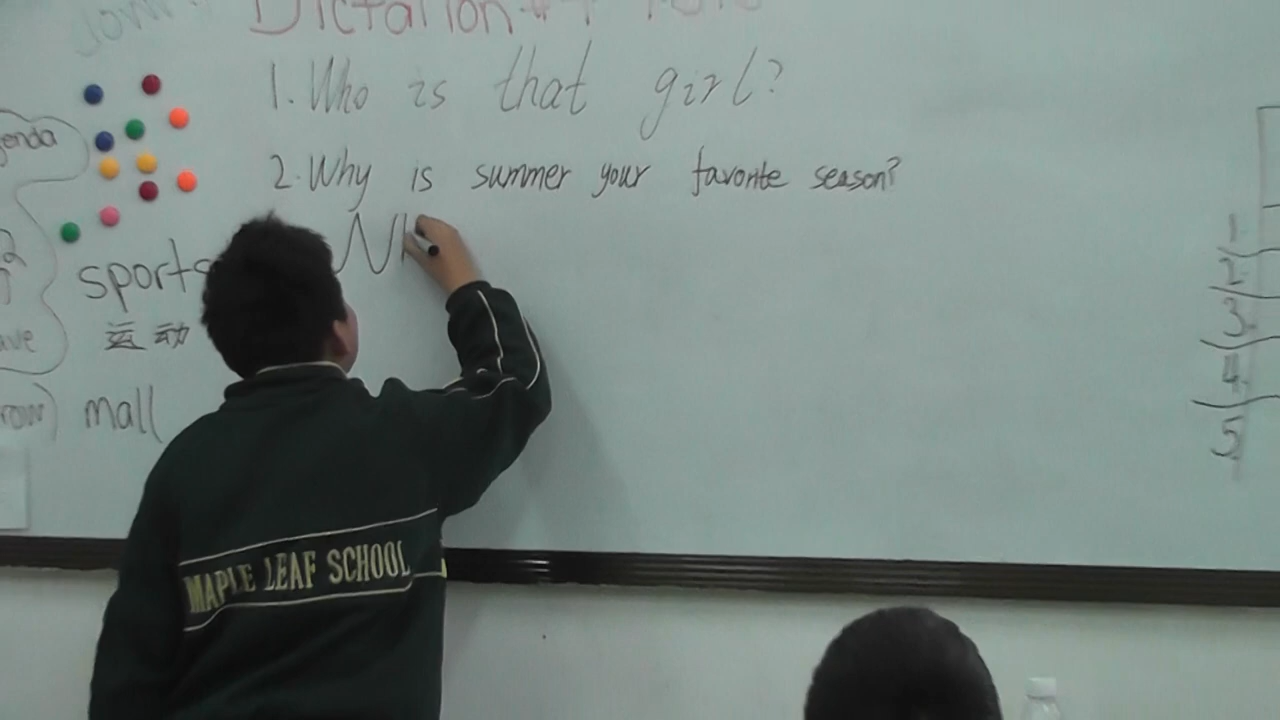 Dictation #4
1. Who is that girl?
2. Why is summer your favorite season?
sports
运动
mall
MAPLE LEAF SCHOOL
1
2
3
4
5